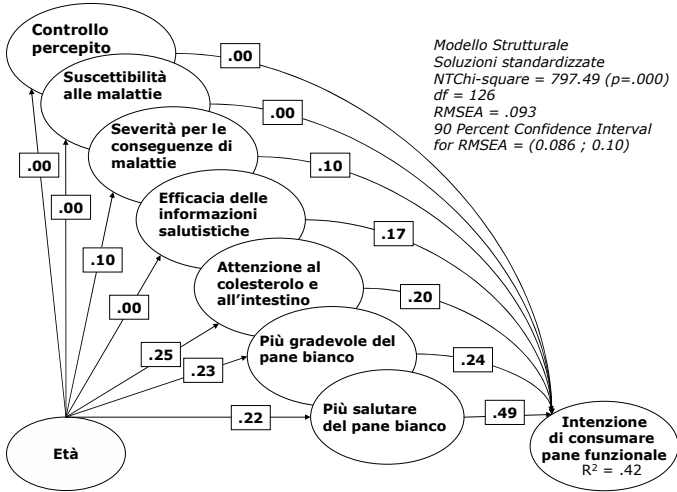 Controllo
percepito
Suscettibilità
alle malattie
Severità per le
conseguenze di
malattie
Efficacia delle
informazioni
salutistiche
Attenzione al
colesterolo e
all’intestino
Più gradevole del
pane bianco
Più salutare
del pane bianco
Età
Intenzione
di consumare
pane funzionale
R² = .42
Modello Strutturale
Soluzioni standardizzate
NTChi-square = 797.49 (p=.000)
df = 126
RMSEA = .093
90 Percent Confidence Interval
for RMSEA = (0.086 ; 0.10)
.00
.00
.10
.17
.20
.24
.49
.00
.00
.10
.00
.25
.23
.22